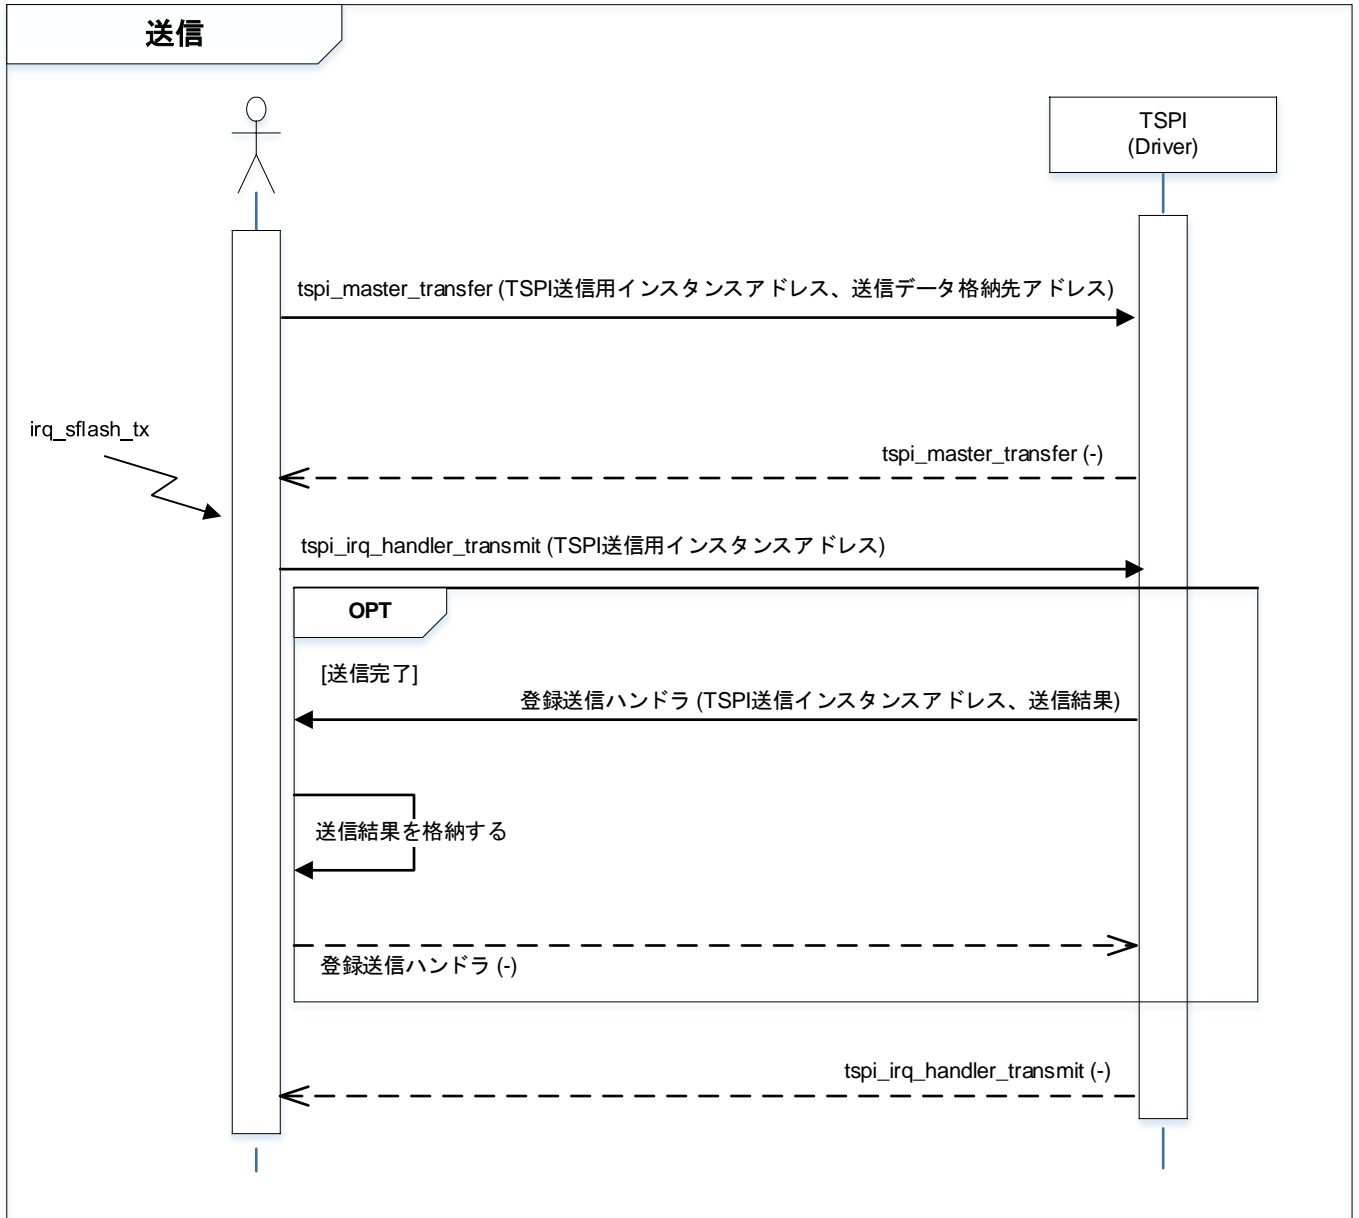 送信
TSPI
(Driver)
tspi_master_transfer (TSPI送信用インスタンスアドレス、送信データ格納先アドレス)
irq_sflash_tx
tspi_master_transfer (-)
tspi_irq_handler_transmit (TSPI送信用インスタンスアドレス)
OPT
[送信完了]
登録送信ハンドラ (TSPI送信インスタンスアドレス、送信結果)
送信結果を格納する
登録送信ハンドラ (-)
tspi_irq_handler_transmit (-)